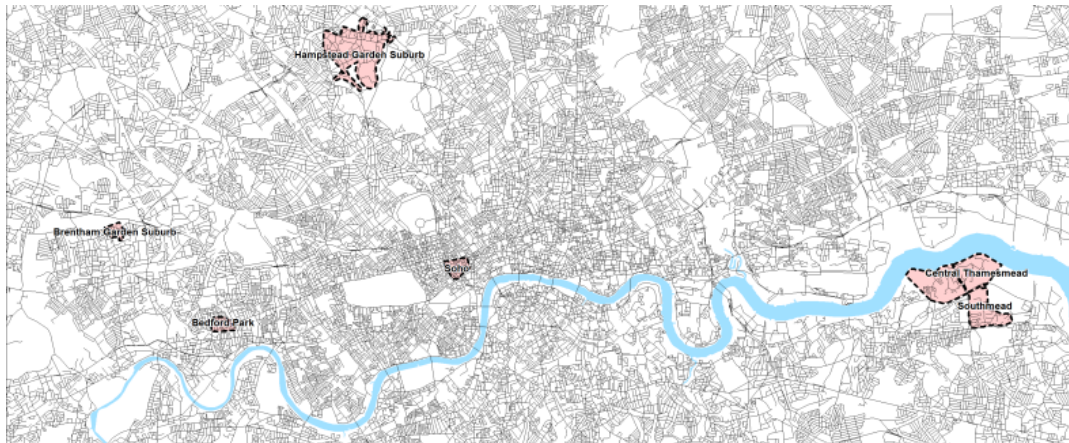 Hampstead Garden Suburb
Brentham Garden Suburb
Soho
Central Thamesmead
Southmead
Bedford Park